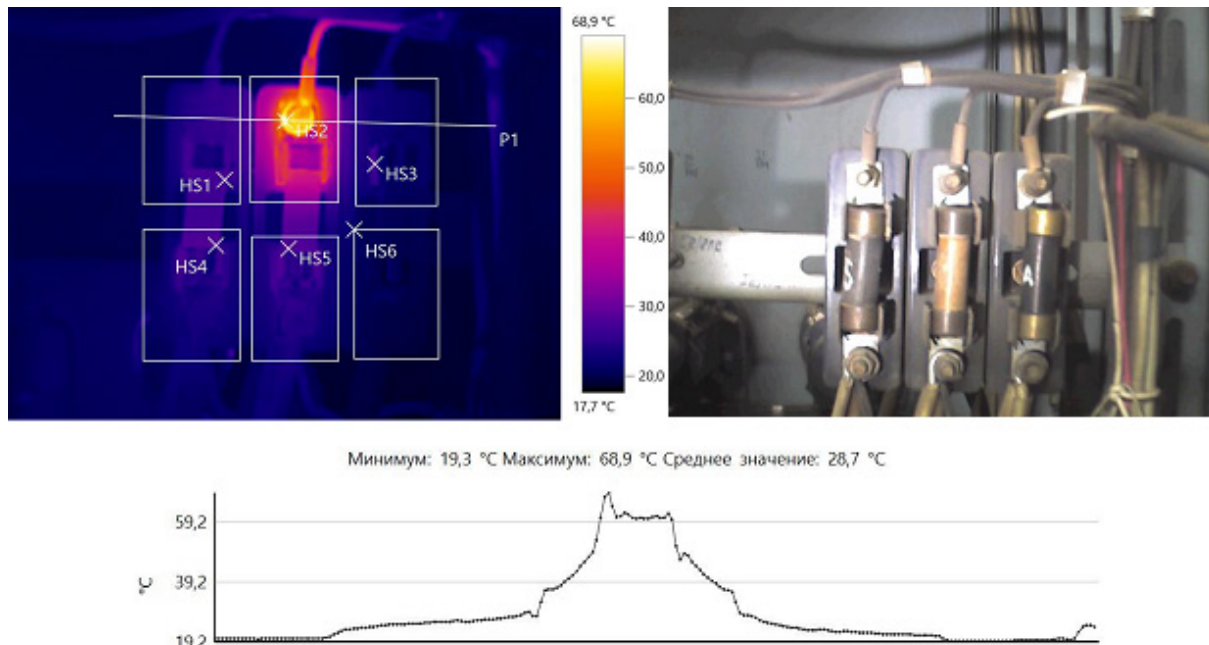 68,9 °C
60,0
HS2
P1
50,0
HS1
HS3
40,0
HS4
HS5
HS6
30,0
20,0
17,7 °C
S
A
Минимум: 19,3 °C Максимум: 68,9 °C Среднее значение: 28,7 °C
59,2
°C
39,2
19,2